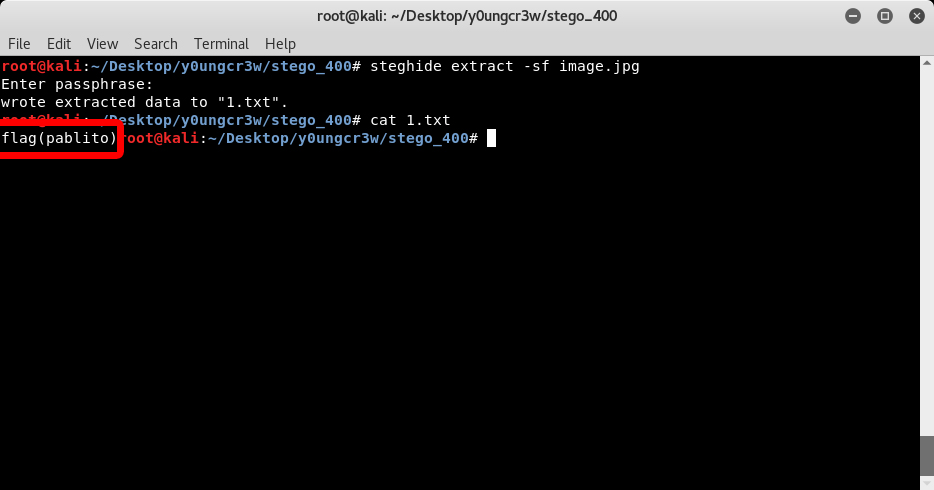 root@kali: ~/Desktop/y0ungcr3w/stego_400
File Edit View Search Terminal Help
root@kali:~/Desktop/y0ungcr3w/stego_400# steghide extract -sf image.jpg
Enter passphrase:
wrote extracted data to "1.txt".
root@kali:~/Desktop/y0ungcr3w/stego_400# cat 1.txt
flag(pablito)root@kali:~/Desktop/y0ungcr3w/stego_400#